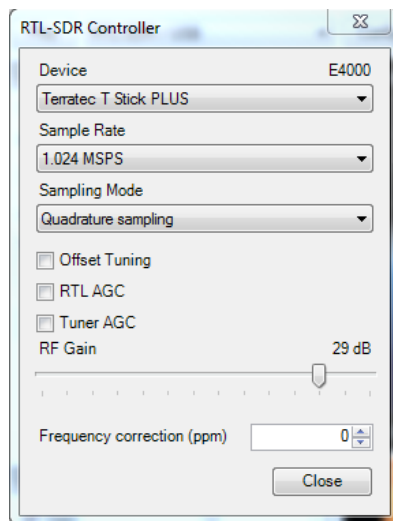 RTL-SDR Controller
Device E4000
Terratec T Stick PLUS
Sample Rate
1.024 MSPS
Sampling Mode
Quadrature sampling
Offset Tuning
RTL AGC
Tuner AGC
RF Gain 29 dB
Frequency correction (ppm) 0
Close